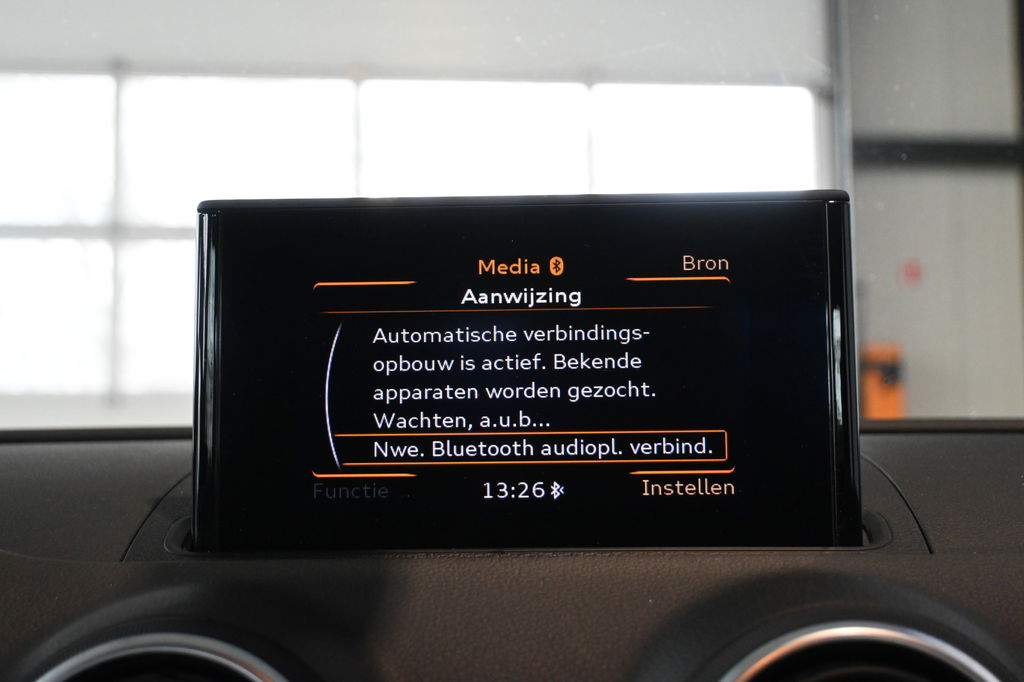 Media
Bron
Aanwijzing
Automatische verbindings-
opbouw is actief. Bekende
apparaten worden gezocht.
Wachten, a.u.b...
Nwe. Bluetooth audiopl. verbind.
Functie
13:26
Instellen